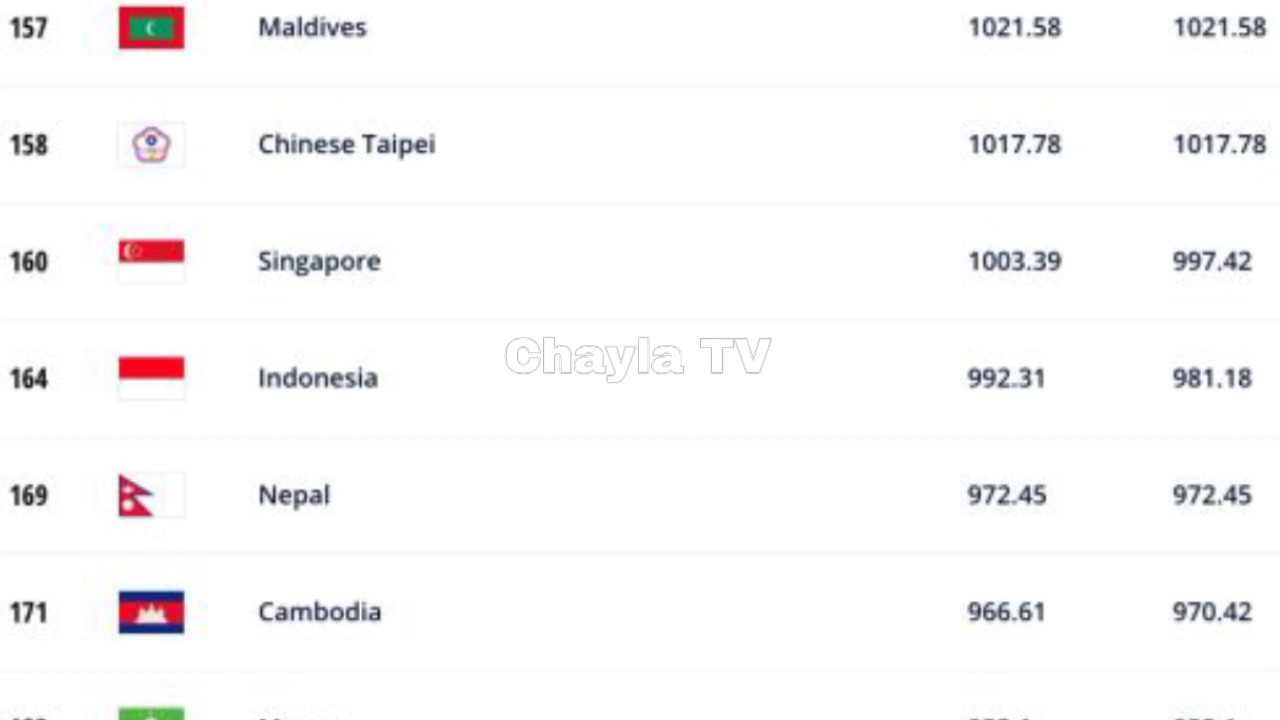 157 Maldives 1021.58 1021.58
158 Chinese Taipei 1017.78 1017.78
160 Singapore 1003.39 997.42
Chayla TV
164 Indonesia 992.31 981.18
169 Nepal 972.45 972.45
171 Cambodia 966.61 970.42